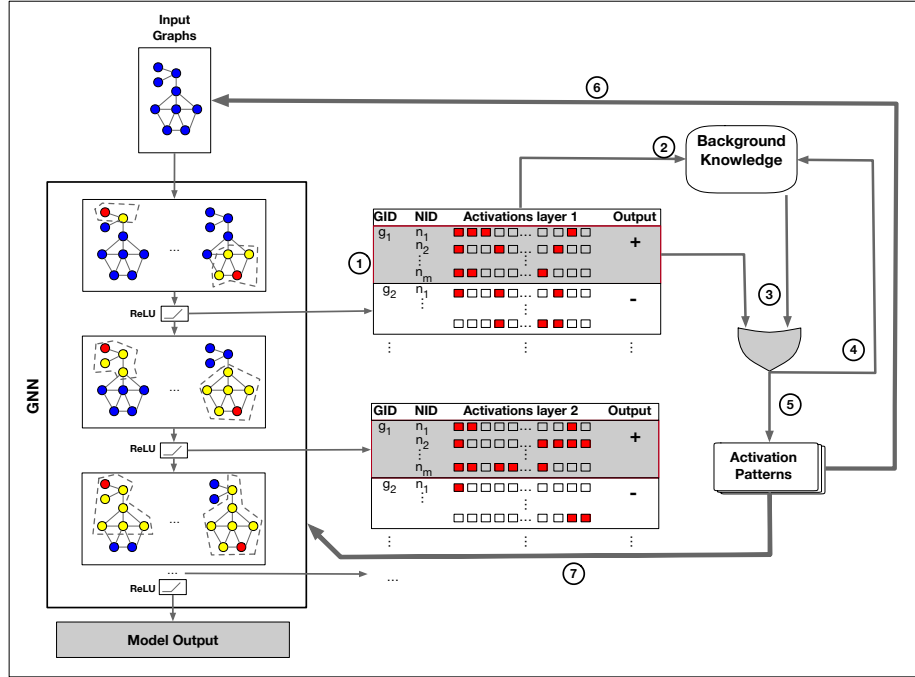 Input
Graphs
6
2
Background
Knowledge
GID NID Activations layer 1 Output
g1 n1 ... +
n2 ...
⋮ ⋮
nm ...
1
g2 n1 ... -
⋮ ⋮
...
⋮ ⋮ ⋮
3
4
...
ReLU
GNN
...
ReLU
5
GID NID Activations layer 2 Output
g1 n1 ... +
n2 ...
⋮ ⋮
nm ...
g2 n1 ... -
⋮ ⋮
...
⋮ ⋮ ⋮
Activation
Patterns
...
7
...
...
ReLU
Model Output